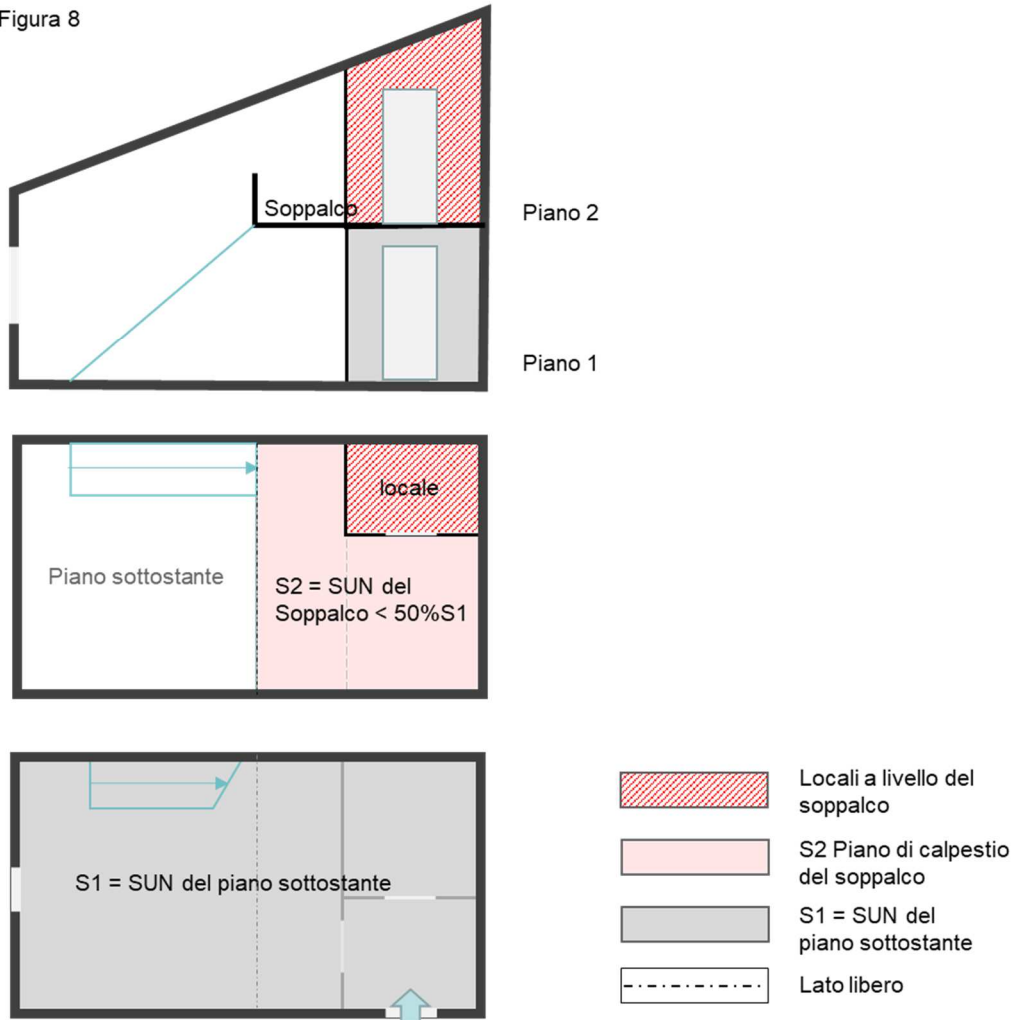 Figura 8
Soppalco
Piano 2
Piano 1
locale
Piano sottostante
S2 = SUN del
Soppalco < 50%S1
S1 = SUN del piano sottostante
Locali a livello del
soppalco
S2 Piano di calpestio
del soppalco
S1 = SUN del
piano sottostante
Lato libero